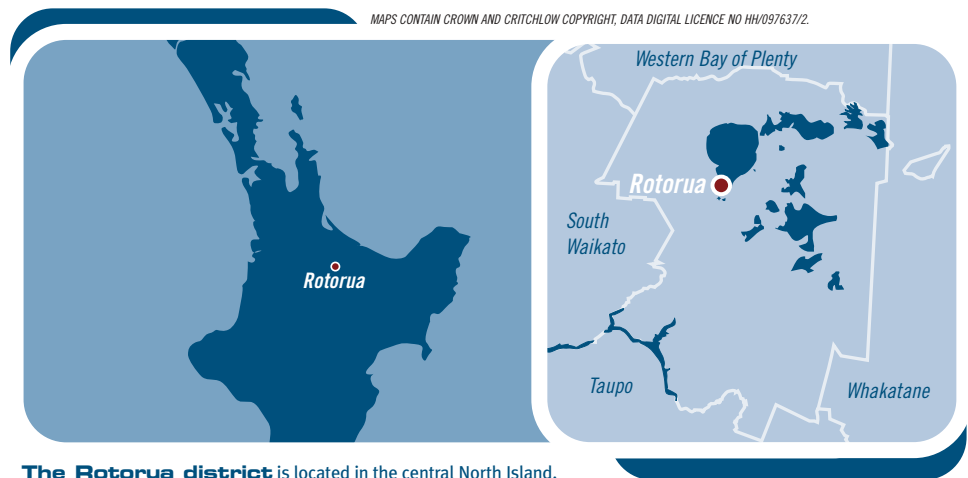 MAPS CONTAIN CROWN AND CRITCHLOW COPYRIGHT, DATA DIGITAL LICENCE NO HH/097637/2.
Rotorua
Western Bay of Plenty
Rotorua
South
Waikato
Taupo
Whakatane
The Rotorua district is located in the central North Island,